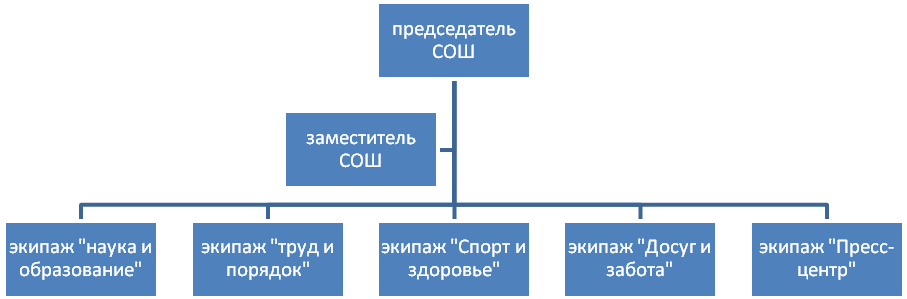 председатель
СОШ
заместитель
СОШ
экипаж "наука и
образование"
экипаж "труд и
порядок"
экипаж "Спорт и
здоровье"
экипаж "Досуг и
забота"
экипаж "Пресс-
центр"